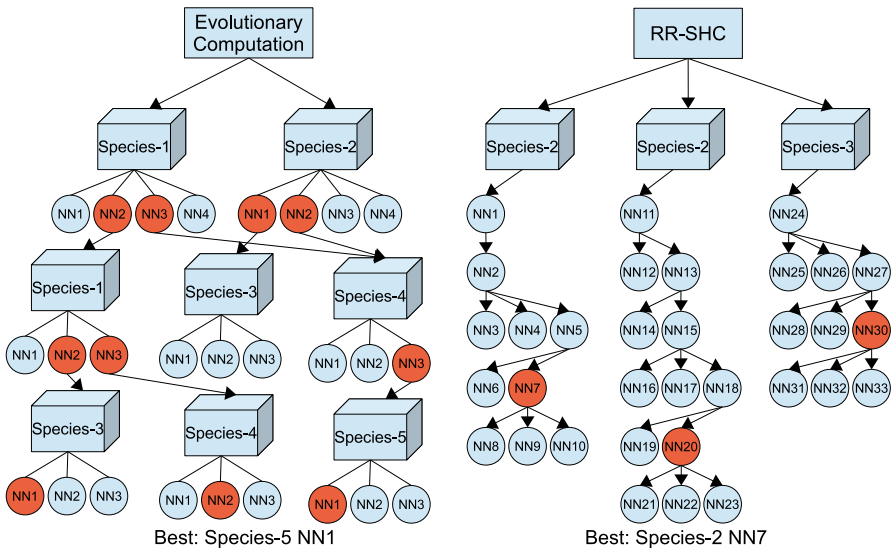 Evolutionary
Computation
Species-1
Species-2
NN1 NN2 NN3 NN4
NN1 NN2 NN3 NN4
Species-1
Species-3
Species-4
NN1 NN2 NN3
NN1 NN2 NN3
NN1 NN2 NN3
Species-3
Species-4
Species-5
NN1 NN2 NN3
NN1 NN2 NN3
NN1 NN2 NN3
Best: Species-5 NN1
RR-SHC
Species-2
Species-2
Species-3
NN1
NN11
NN24
NN2
NN12 NN13
NN25 NN26 NN27
NN3 NN4 NN5
NN14 NN15
NN28 NN29 NN30
NN6 NN7
NN16 NN17 NN18
NN31 NN32 NN33
NN8 NN9 NN10
NN19 NN20
NN21 NN22 NN23
Best: Species-2 NN7